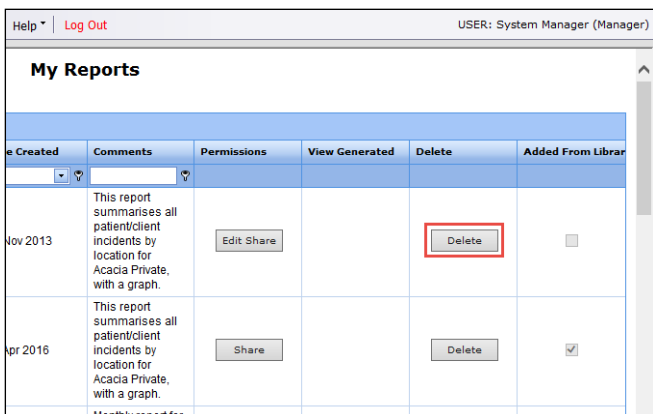 Help Log Out USER: System Manager (Manager)
My Reports
e Created Comments Permissions View Generated Delete Added From Librar
This report
summarises all
patient/client
Nov 2013 incidents by Edit Share Delete
location for
Acacia Private,
with a graph.
This report
summarises all
patient/client
Apr 2016 incidents by Share Delete
location for
Acacia Private,
with a graph.
Monthly report for